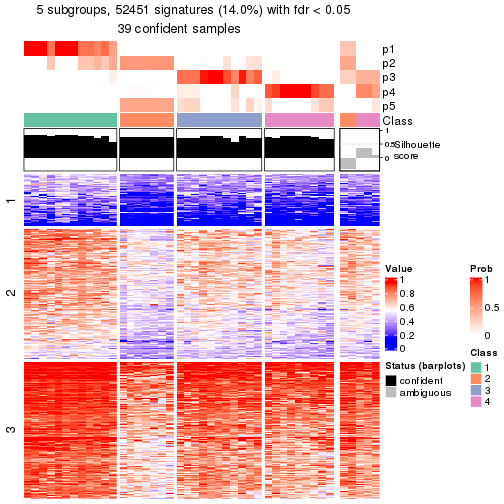 5 subgroups, 52451 signatures (14.0%) with fdr < 0.05
39 confident samples
p1
p2
p3
p4
p5
Class
1
0.5
0
Silhouette
score
1
2
3
Value
1
0.8
0.6
0.4
0.2
0
Status (barplots)
confident
ambiguous
Prob
1
0.5
0
Class
1
2
3
4